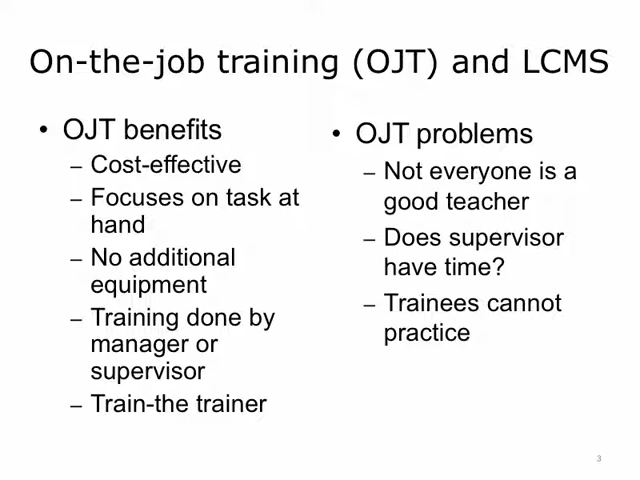 On-the-job training (OJT) and LCMS
• OJT benefits
– Cost-effective
– Focuses on task at
hand
– No additional
equipment
– Training done by
manager or
supervisor
– Train-the trainer
• OJT problems
– Not everyone is a
good teacher
– Does supervisor
have time?
– Trainees cannot
practice
3